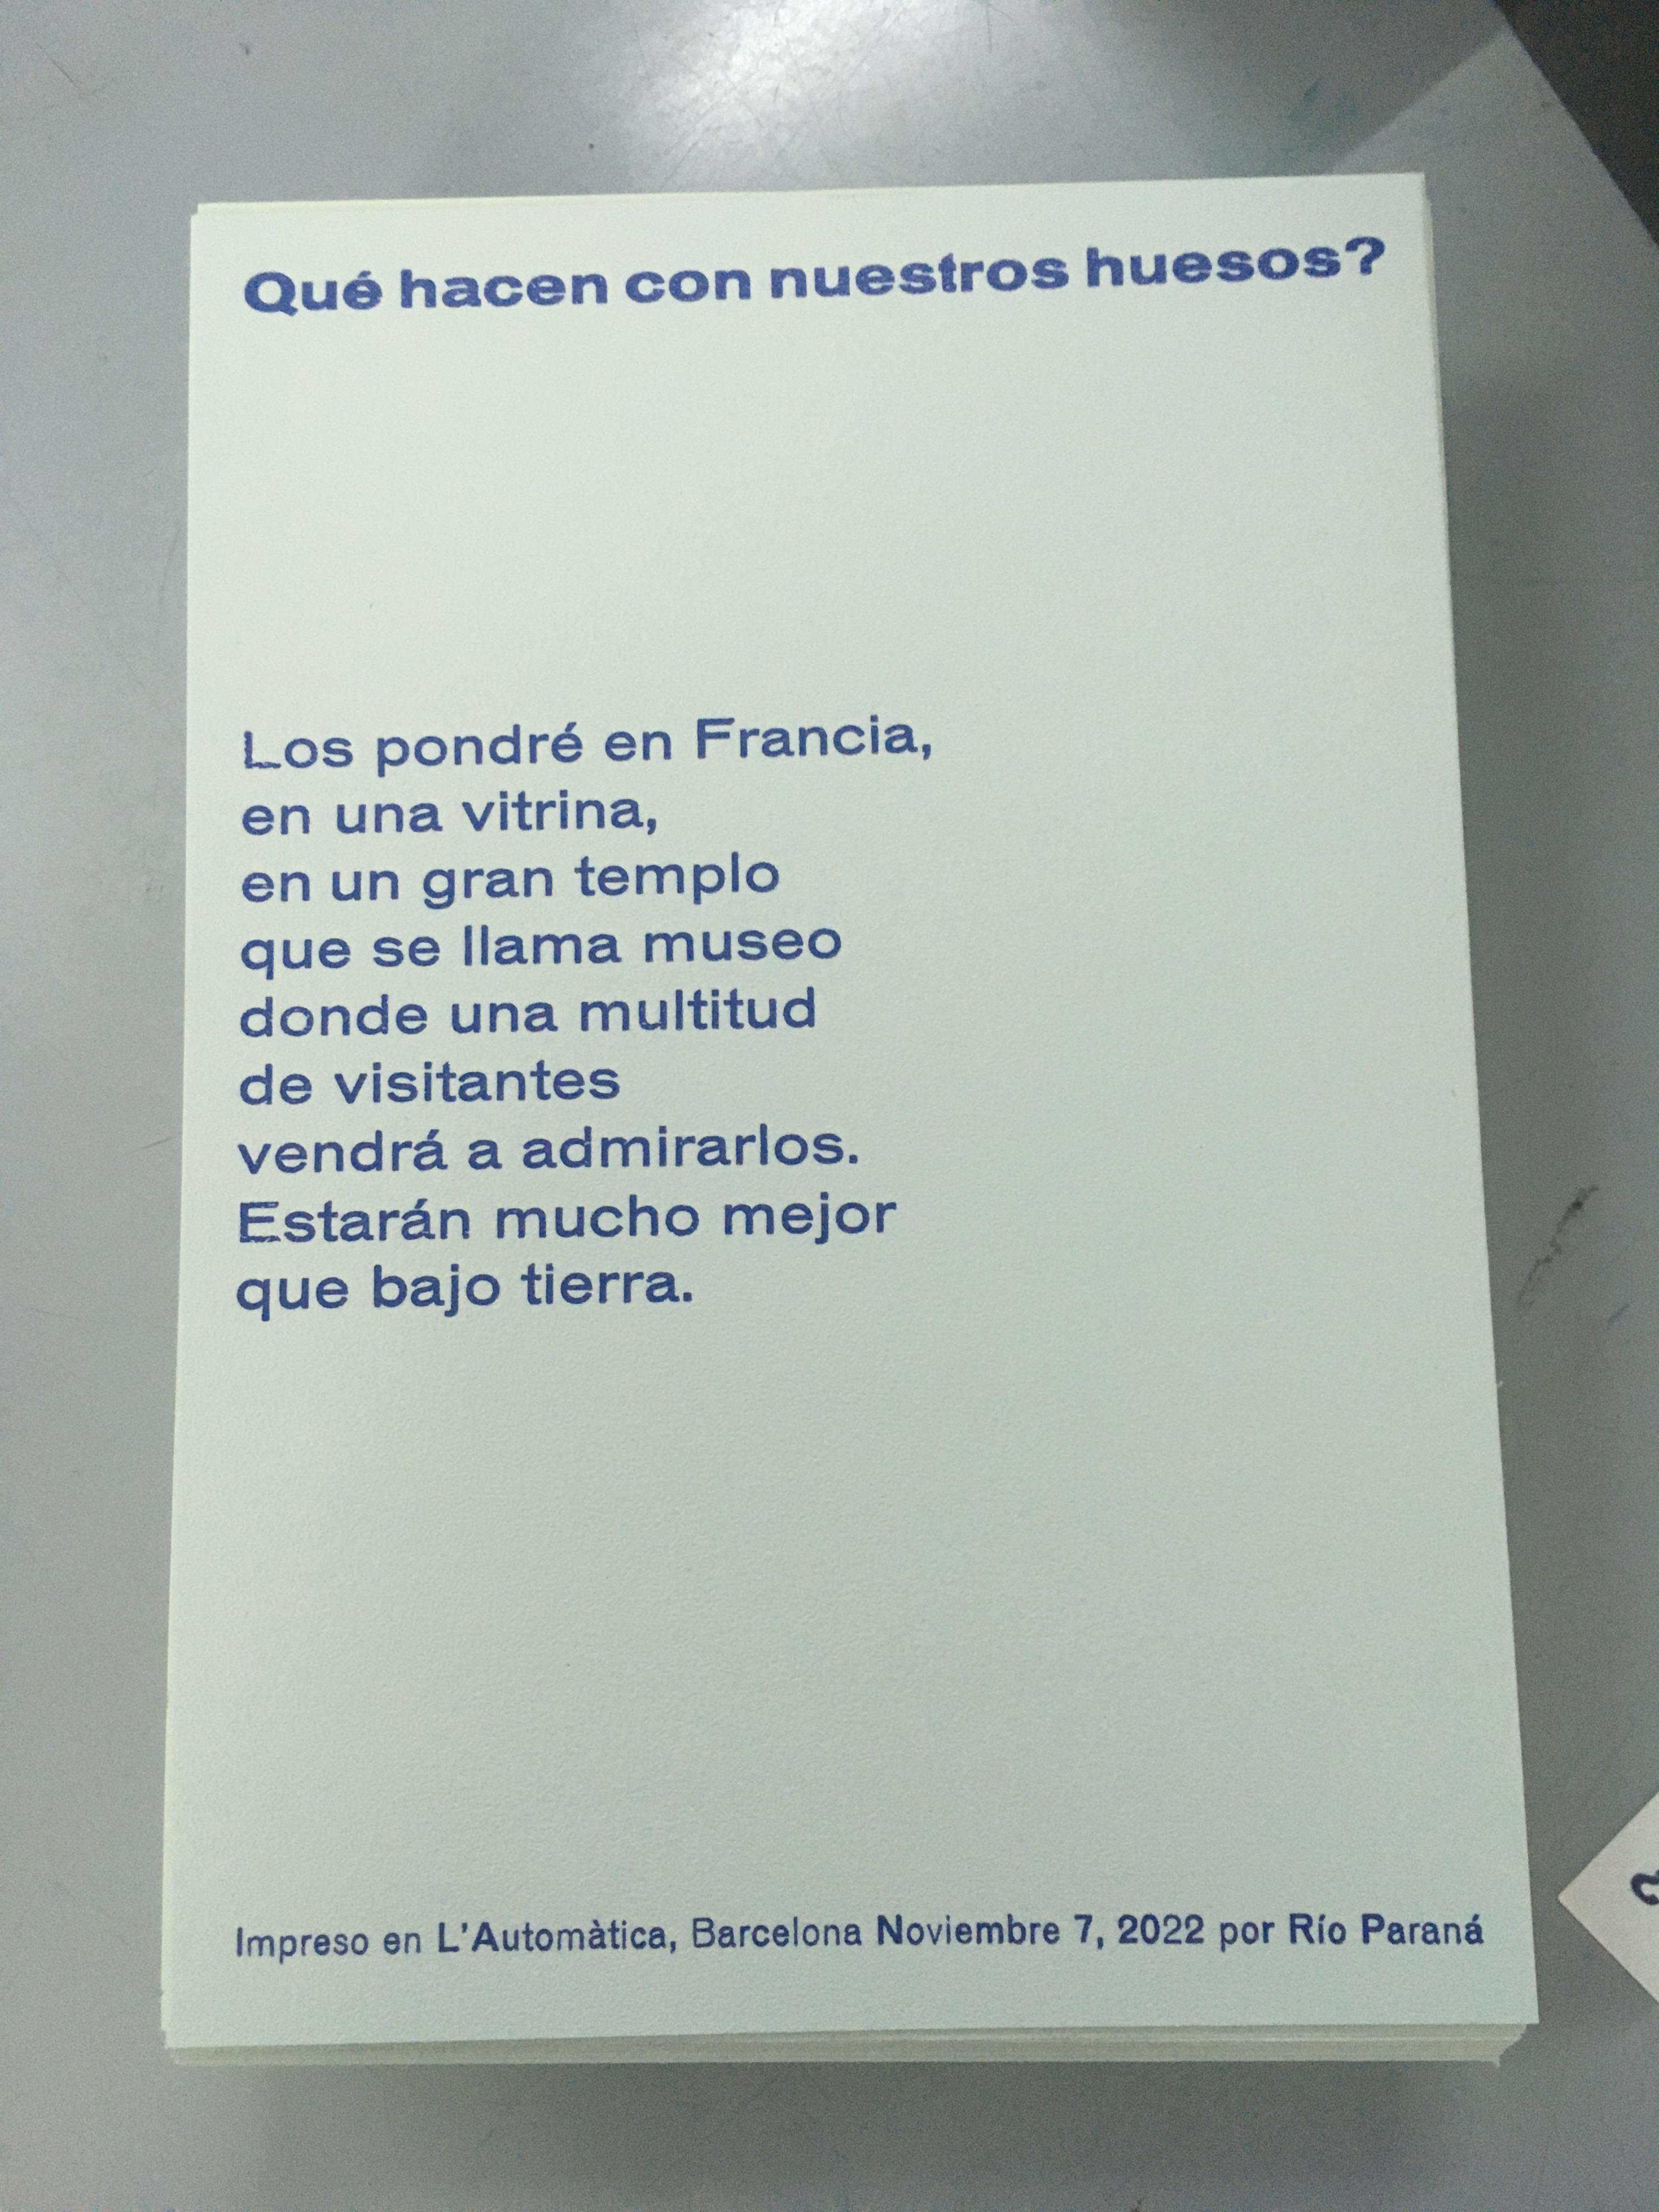 Qué hacen con nuestros huesos?
Los pondré en Francia,
en una vitrina,
en un gran templo
que se llama museo
donde una multitud
de visitantes
vendrá a admirarlos.
Estarán mucho mejor
que bajo tierra.
Impreso en L'Automàtica, Barcelona Noviembre 7, 2022 por Río Paraná